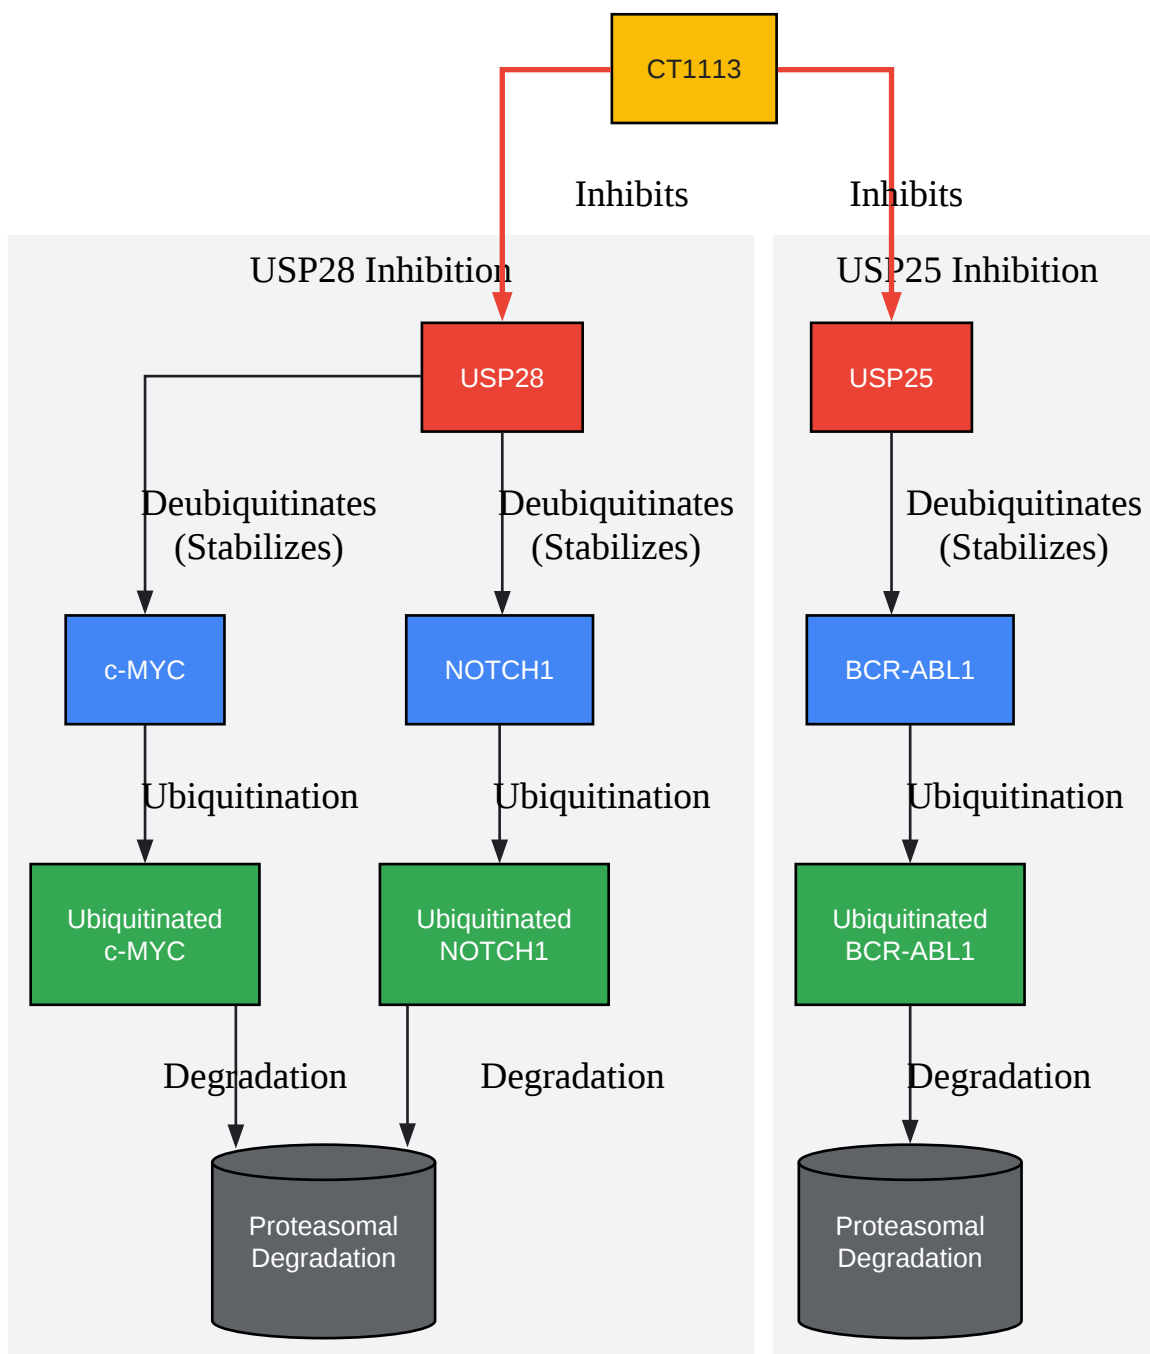 CT1113
Inhibits
Inhibits
USP28 Inhibition
USP25 Inhibition
USP28
USP25
Deubiquitinates
(Stabilizes)
Deubiquitinates
(Stabilizes)
Deubiquitinates
(Stabilizes)
c-MYC
NOTCH1
BCR-ABL1
Ubiquitination
Ubiquitination
Ubiquitination
Ubiquitinated
c-MYC
Ubiquitinated
NOTCH1
Ubiquitinated
BCR-ABL1
Degradation
Degradation
Degradation
Proteasomal
Degradation
Proteasomal
Degradation